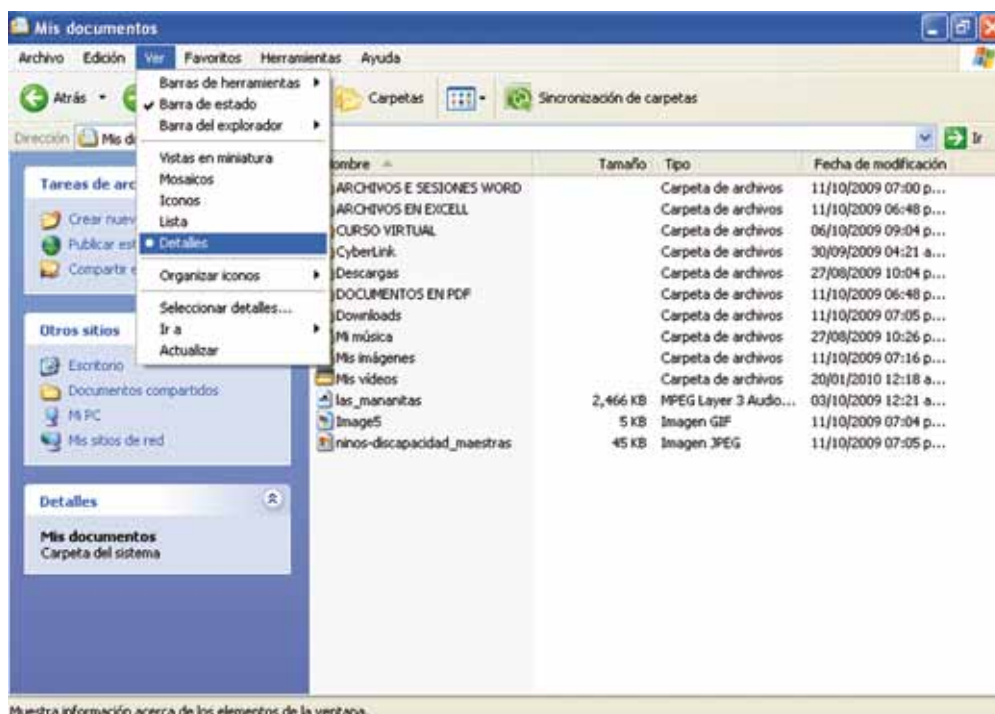 Mis documentos
Archivo Edición Ver Favoritos Herramientas Ayuda
Atrás
Carpetas
Sincronización de carpetas
Dirección Mis
Ir
Barras de herramientas
Barra de estado
Barra del explorador
Vistas en miniatura
Mosaicos
Iconos
Lista
Detalles
Organizar iconos
Seleccionar detalles...
Ir a
Actualizar
Tareas de
Crear
Publicar
Compartir
Otros sitios
Escritorio
Documentos compartidos
Mi PC
Mis sitios de red
Detalles
Mis documentos
Carpeta del sistema
Tamaño Tipo Fecha de modificación
ARCHIVOS E SESIONES WORD Carpeta de archivos 11/10/2009 07:00 p...
ARCHIVOS EN EXCELL Carpeta de archivos 11/10/2009 06:48 p...
CURSO VIRTUAL Carpeta de archivos 06/10/2009 09:04 p...
CyberLink Carpeta de archivos 30/09/2009 04:21 a...
Descargas Carpeta de archivos 27/08/2009 10:04 p...
DOCUMENTOS EN PDF Carpeta de archivos 11/10/2009 06:48 p...
Downloads Carpeta de archivos 11/10/2009 07:05 p...
Mi música Carpeta de archivos 27/08/2009 10:26 p...
Mis imágenes Carpeta de archivos 11/10/2009 07:16 p...
Mis vídeos Carpeta de archivos 20/01/2010 12:18 a...
las_mananitas 2,466 KB MPEG Layer 3 Audio... 03/10/2009 12:21 a...
Image5 5 KB Imagen GIF 11/10/2009 07:04 p...
ninos-discapacidad_maestras 45 KB Imagen JPEG 11/10/2009 07:05 p...
Muestra información acerca de los elementos de la ventana.